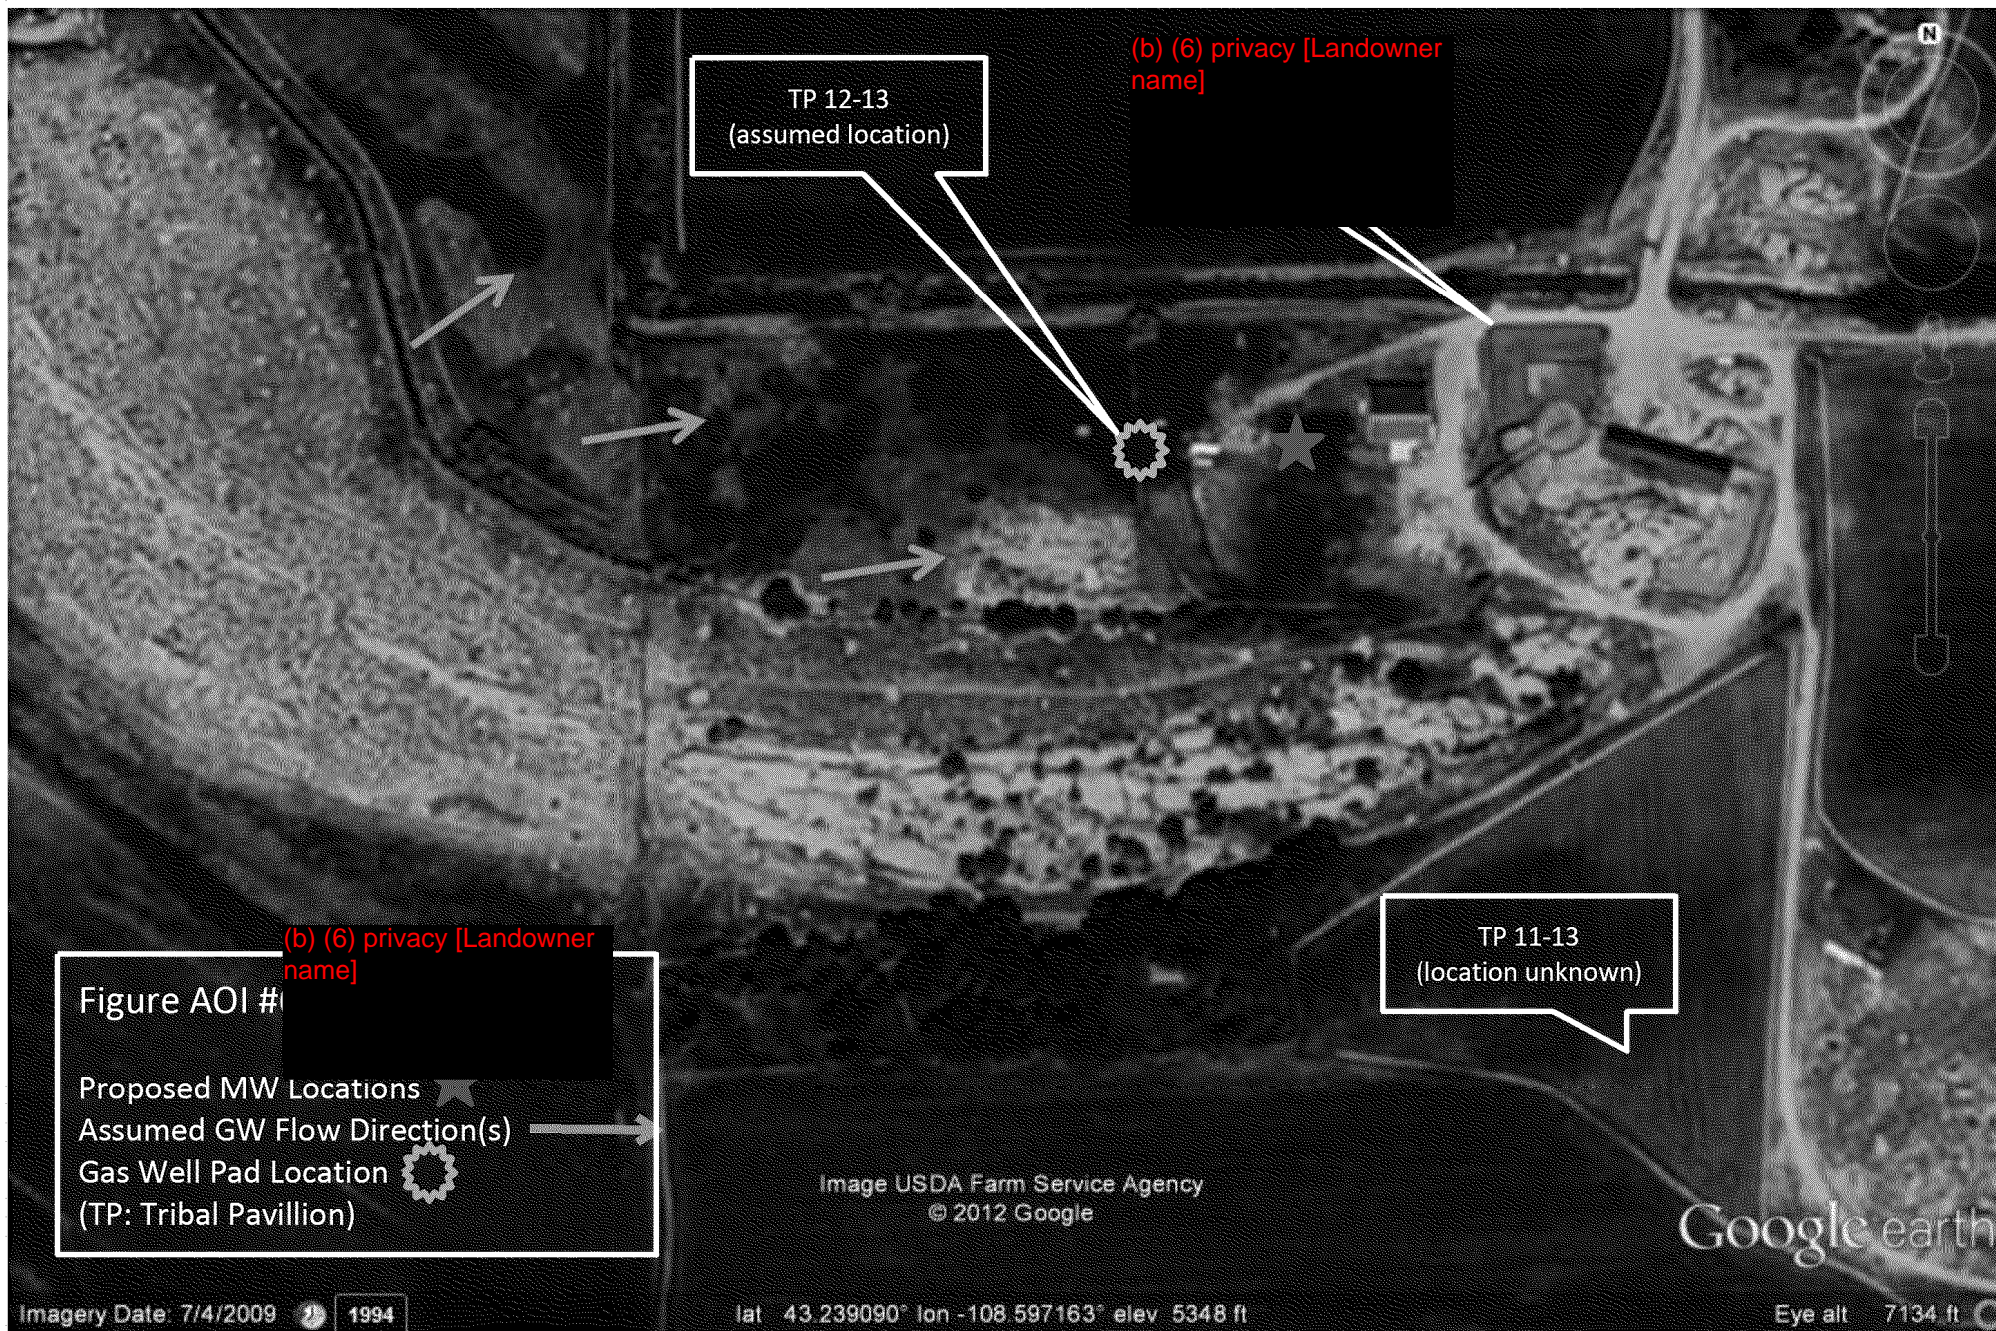 N
(b) (6) privacy [Landowner
name]
TP 12-13
(assumed location)
TP 11-13
(location unknown)
(b) (6) privacy [Landowner
name]
Figure AOI #
Proposed MW Locations
Assumed GW Flow Direction(s)
Gas Well Pad Location
(TP: Tribal Pavillion)
Image USDA Farm Service Agency
© 2012 Google
Google earth
Imagery Date: 7/4/2009 1994 lat 43.239090° lon -108.597163° elev 5348 ft Eye alt 7134 ft